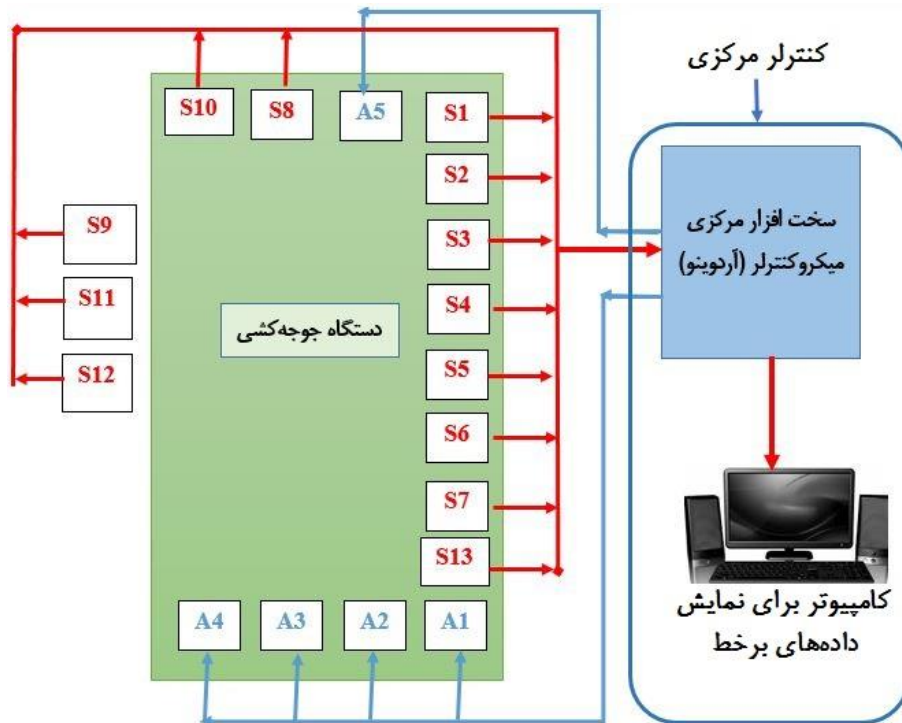 کنترلر مرکزی
S10
S8
A5
S1
S2
S3
S4
S5
S6
S7
S13
S9
S11
S12
دستگاه جوجه‌کشی
سخت افزار مرکزی
میکروکنترلر (آردوینو)
A4
A3
A2
A1
کامپیوتر برای نمایش
داده‌های برخط